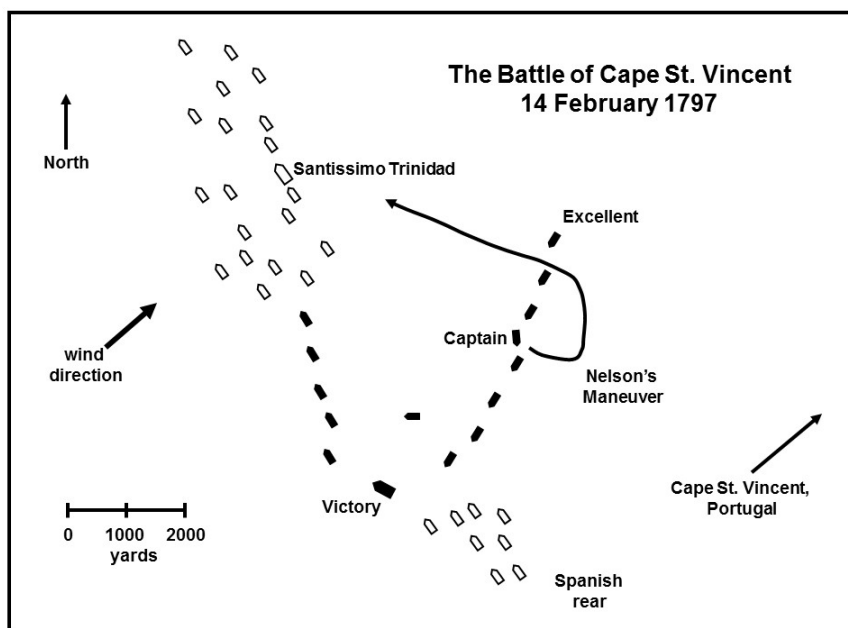 The Battle of Cape St. Vincent
14 February 1797
North
Santissimo Trinidad
Excellent
wind
direction
Captain
Nelson's
Maneuver
Victory
Cape St. Vincent,
Portugal
0 1000 2000
yards
Spanish
rear